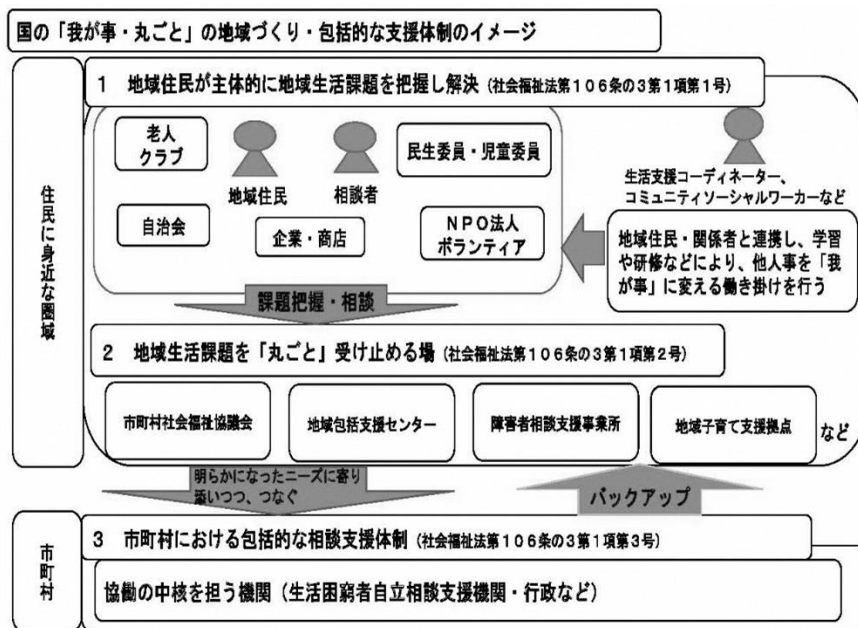 国の「我が事・丸ごと」の地域づくり・包括的な支援体制のイメージ
住民に身近な圏域
1 地域住民が主体的に地域生活課題を把握し解決（社会福祉法第106条の3第1項第1号）
老人
クラブ
地域住民
相談者
民生委員・児童委員
自治会
企業・商店
NPO法人
ボランティア
生活支援コーディネーター、
コミュニティソーシャルワーカーなど
地域住民・関係者と連携し、学習
や研修などにより、他人事を「我
が事」に変える働き掛けを行う
課題把握・相談
2 地域生活課題を「丸ごと」受け止める場（社会福祉法第106条の3第1項第2号）
市町村社会福祉協議会
地域包括支援センター
障害者相談支援事業所
地域子育て支援拠点
など
明らかになったニーズに寄り
添いつつ、つなぐ
バックアップ
市町村
3 市町村における包括的な相談支援体制（社会福祉法第106条の3第1項第3号）
協働の中核を担う機関（生活困窮者自立相談支援機関・行政など）